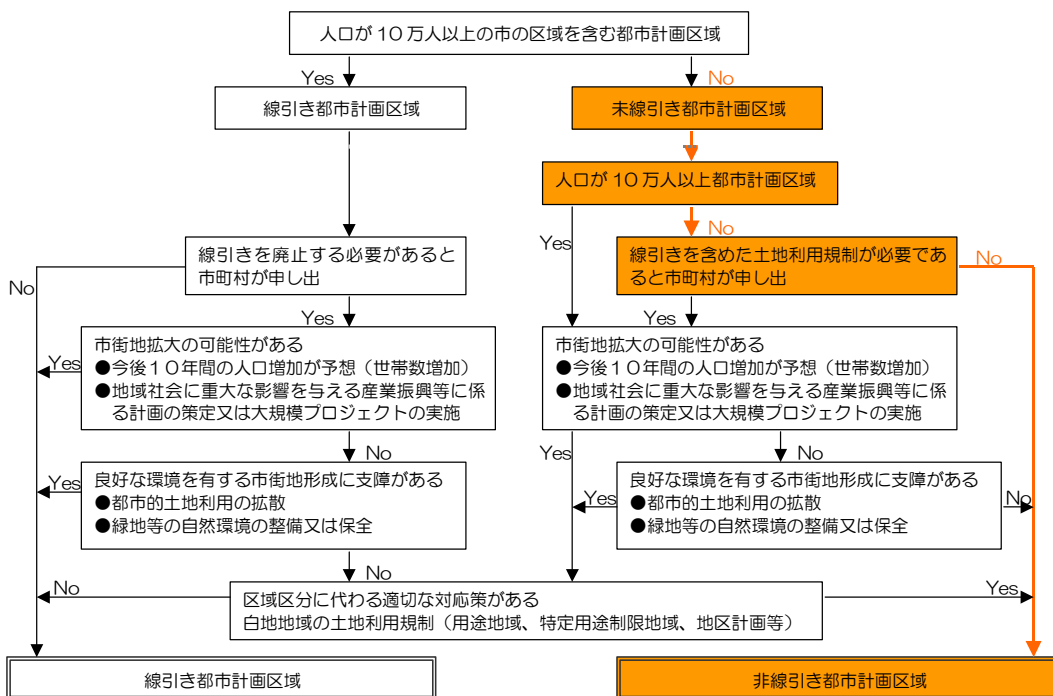 人口が10万人以上の市の区域を含む都市計画区域
Yes
No
線引き都市計画区域
未線引き都市計画区域
人口が10万人以上都市計画区域
No
Yes
線引きを廃止する必要があると
市町村が申し出
No
線引きを含めた土地利用規制が必要であ
ると市町村が申し出
No
Yes
Yes
市街地拡大の可能性がある
●今後10年間の人口増加が予想(世帯数増加)
●地域社会に重大な影響を与える産業振興等に係
る計画の策定又は大規模プロジェクトの実施
Yes
市街地拡大の可能性がある
●今後10年間の人口増加が予想(世帯数増加)
●地域社会に重大な影響を与える産業振興等に係
る計画の策定又は大規模プロジェクトの実施
No
Yes
No
良好な環境を有する市街地形成に支障がある
●都市的土地利用の拡散
●緑地等の自然環境の整備又は保全
Yes
良好な環境を有する市街地形成に支障がある
●都市的土地利用の拡散
●緑地等の自然環境の整備又は保全
Yes
No
No
No
区域区分に代わる適切な対応策がある
白地地域の土地利用規制(用途地域、特定用途制限地域、地区計画等)
Yes
線引き都市計画区域
非線引き都市計画区域